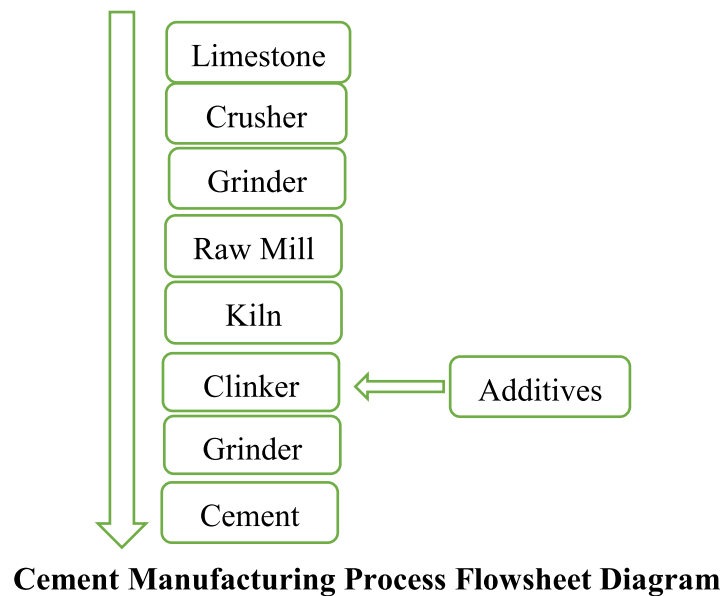 Limestone
Crusher
Grinder
Raw Mill
Kiln
Clinker
Additives
Grinder
Cement
Cement Manufacturing Process Flowsheet Diagram